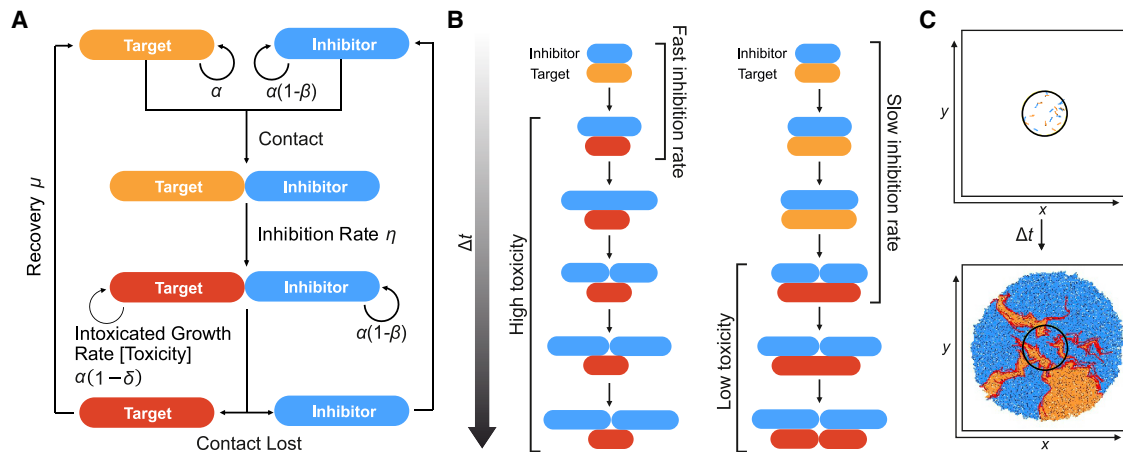 A
Target
Inhibitor
α
α(1-β)
Contact
Target
Inhibitor
Recovery μ
Inhibition Rate η
Target
Inhibitor
Intoxicated Growth
Rate [Toxicity]
α(1-δ)
α(1-β)
Target
Inhibitor
Contact Lost
B
Δt
Inhibitor
Target
Fast inhibition rate
High toxicity
Inhibitor
Target
Slow inhibition rate
Low toxicity
C
y
x
Δt
y
x